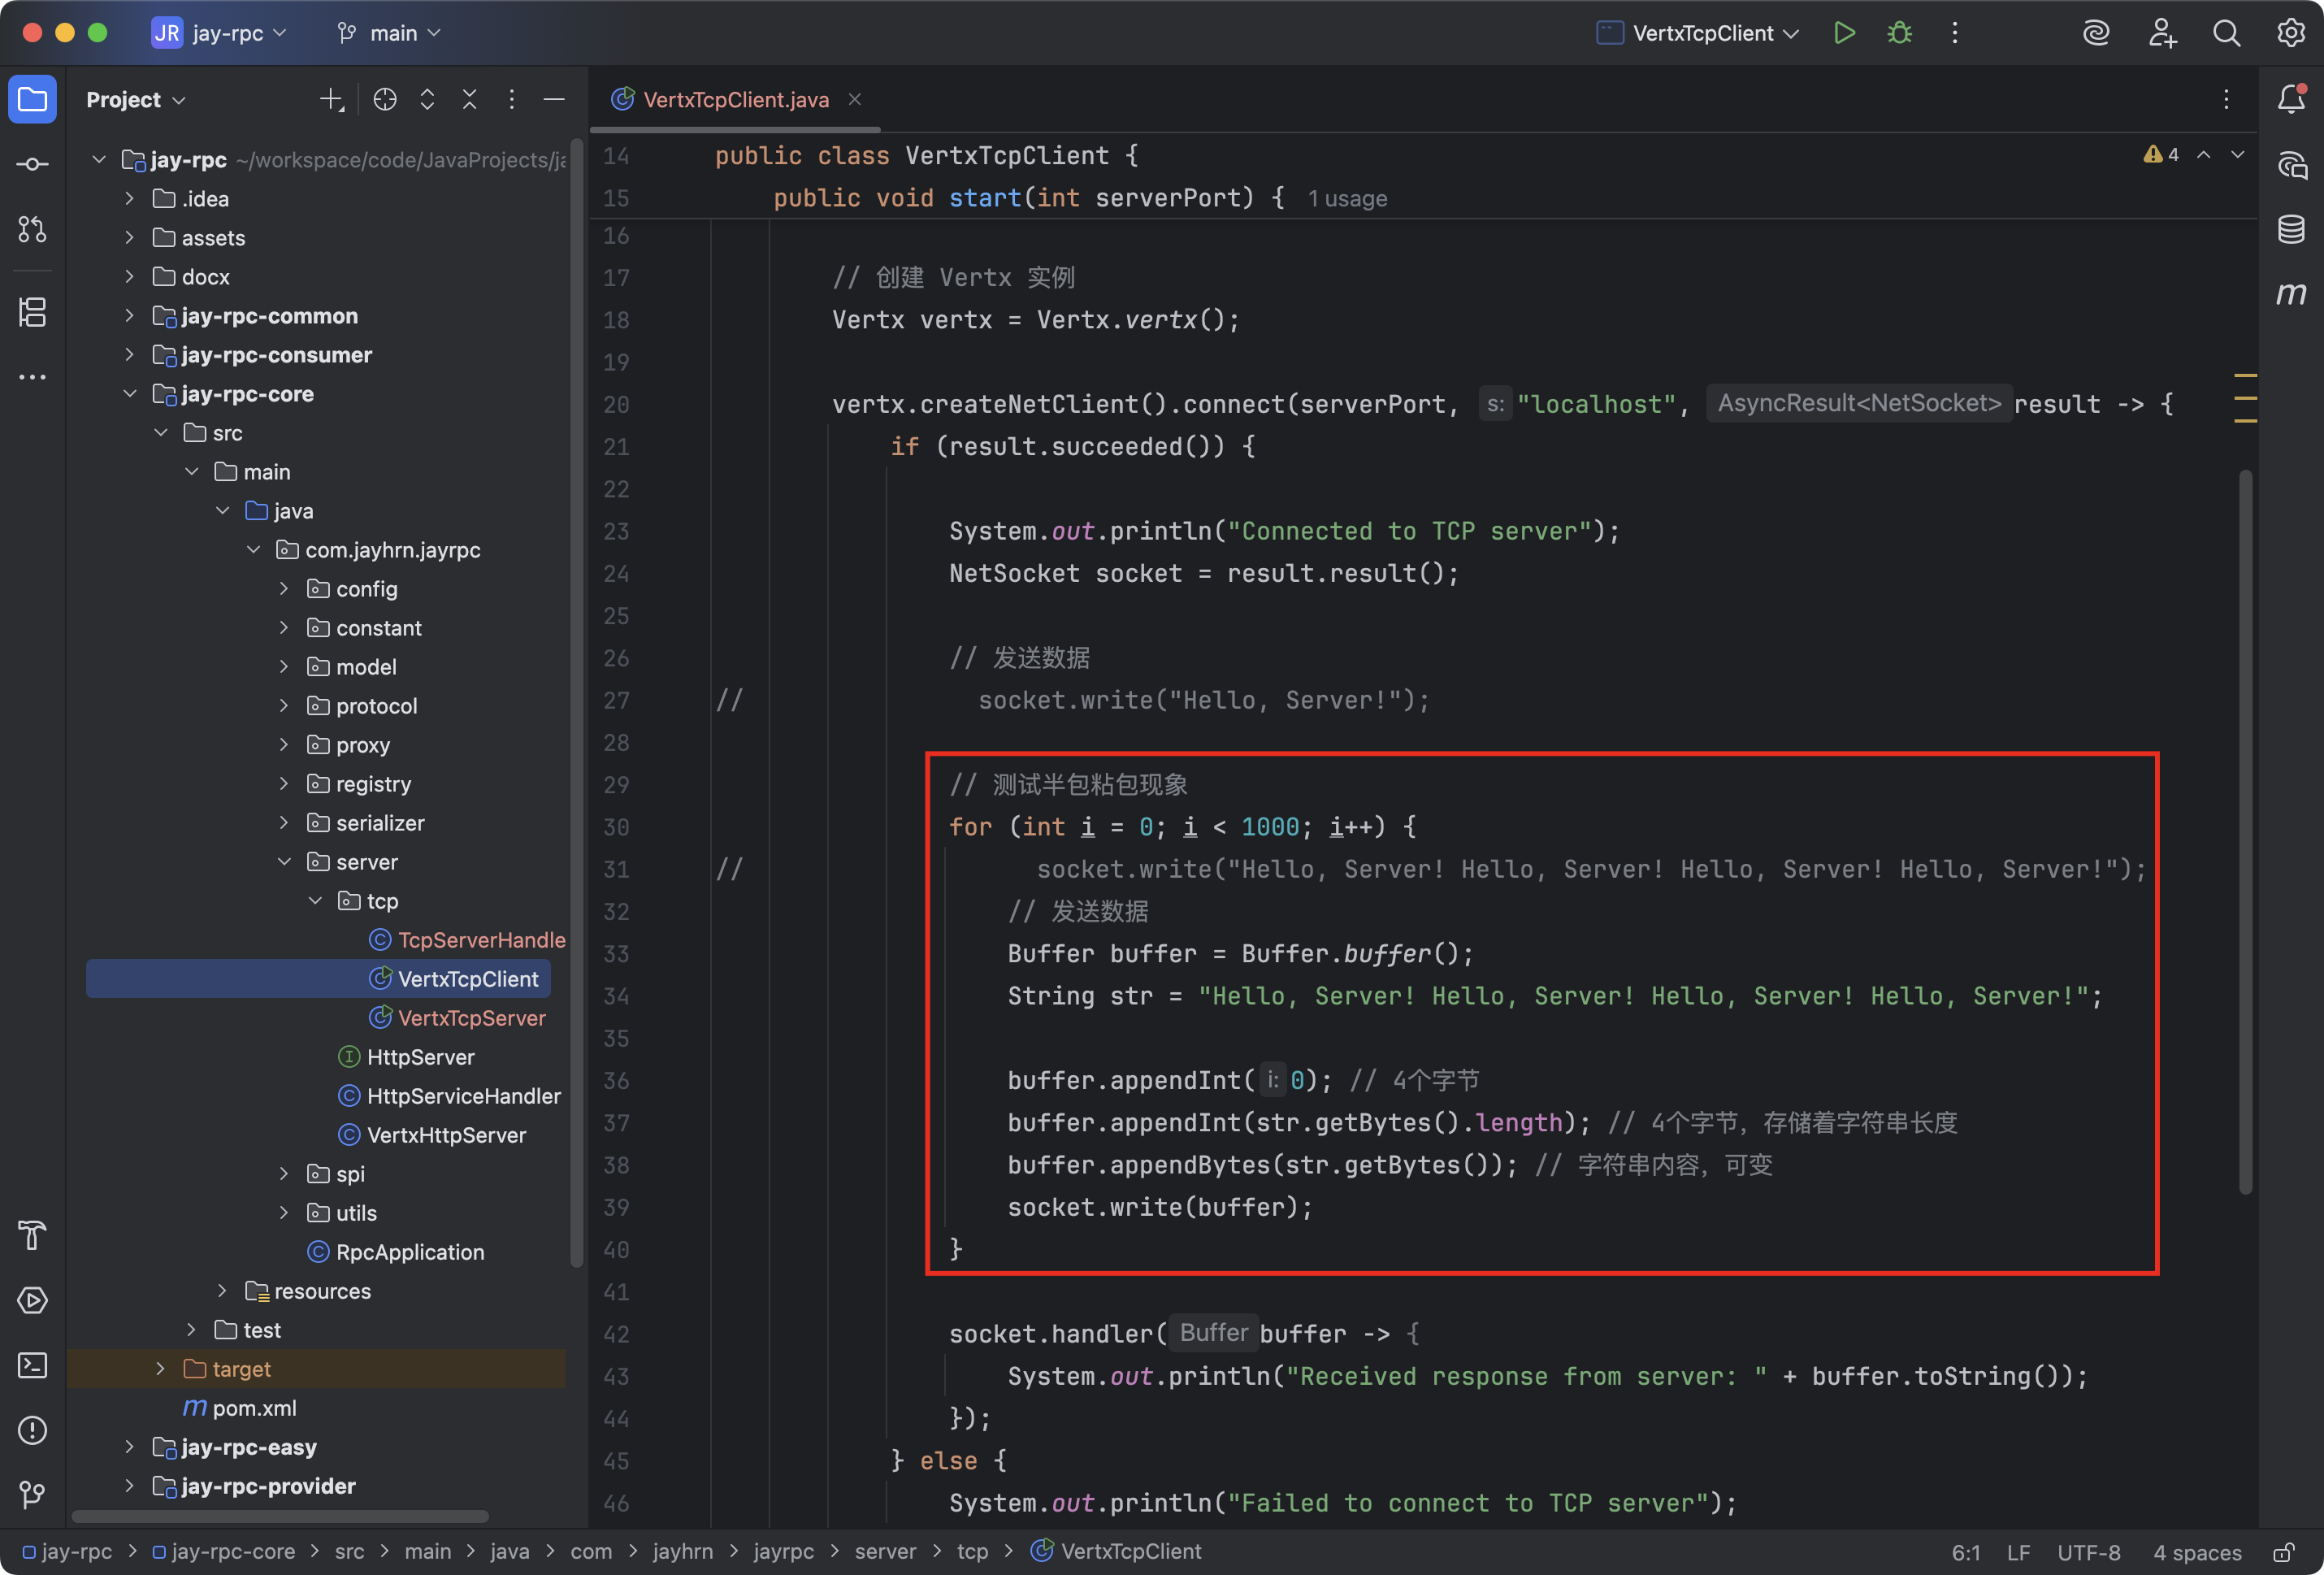 JR jay-rpc main VertxTcpClient
Project
VertxTcpClient.java
jay-rpc ~/workspace/code/JavaProjects/ja
.idea
assets
docx
jay-rpc-common
jay-rpc-consumer
jay-rpc-core
src
main
java
com.jayhrn.jayrpc
config
constant
model
protocol
proxy
registry
serializer
server
tcp
TcpServerHandle
VertxTcpClient
VertxTcpServer
HttpServer
HttpServiceHandler
VertxHttpServer
spi
utils
RpcApplication
resources
test
target
m pom.xml
jay-rpc-easy
jay-rpc-provider
4
14 public class VertxTcpClient {
15 public void start(int serverPort) { 1 usage
16
17 // 创建 Vertx 实例
18 Vertx vertx = Vertx.vertx();
19
20 vertx.createNetClient().connect(serverPort, s: "localhost", AsyncResult<NetSocket> result -> {
21 if (result.succeeded()) {
22
23 System.out.println("Connected to TCP server");
24 NetSocket socket = result.result();
25
26 // 发送数据
27 // socket.write("Hello, Server!");
28
29 // 测试半包粘包现象
30 for (int i = 0; i < 1000; i++) {
31 // socket.write("Hello, Server! Hello, Server! Hello, Server! Hello, Server!");
32 // 发送数据
33 Buffer buffer = Buffer.buffer();
34 String str = "Hello, Server! Hello, Server! Hello, Server! Hello, Server!";
35
36 buffer.appendInt( i: 0); // 4个字节
37 buffer.appendInt(str.getBytes().length); // 4个字节，存储着字符串长度
38 buffer.appendBytes(str.getBytes()); // 字符串内容，可变
39 socket.write(buffer);
40 }
41
42 socket.handler( Buffer buffer -> {
43 System.out.println("Received response from server: " + buffer.toString());
44 });
45 } else {
46 System.out.println("Failed to connect to TCP server");
m
jay-rpc > jay-rpc-core > src > main > java > com > jayhrn > jayrpc > server > tcp > VertxTcpClient 6:1 LF UTF-8 4 spaces